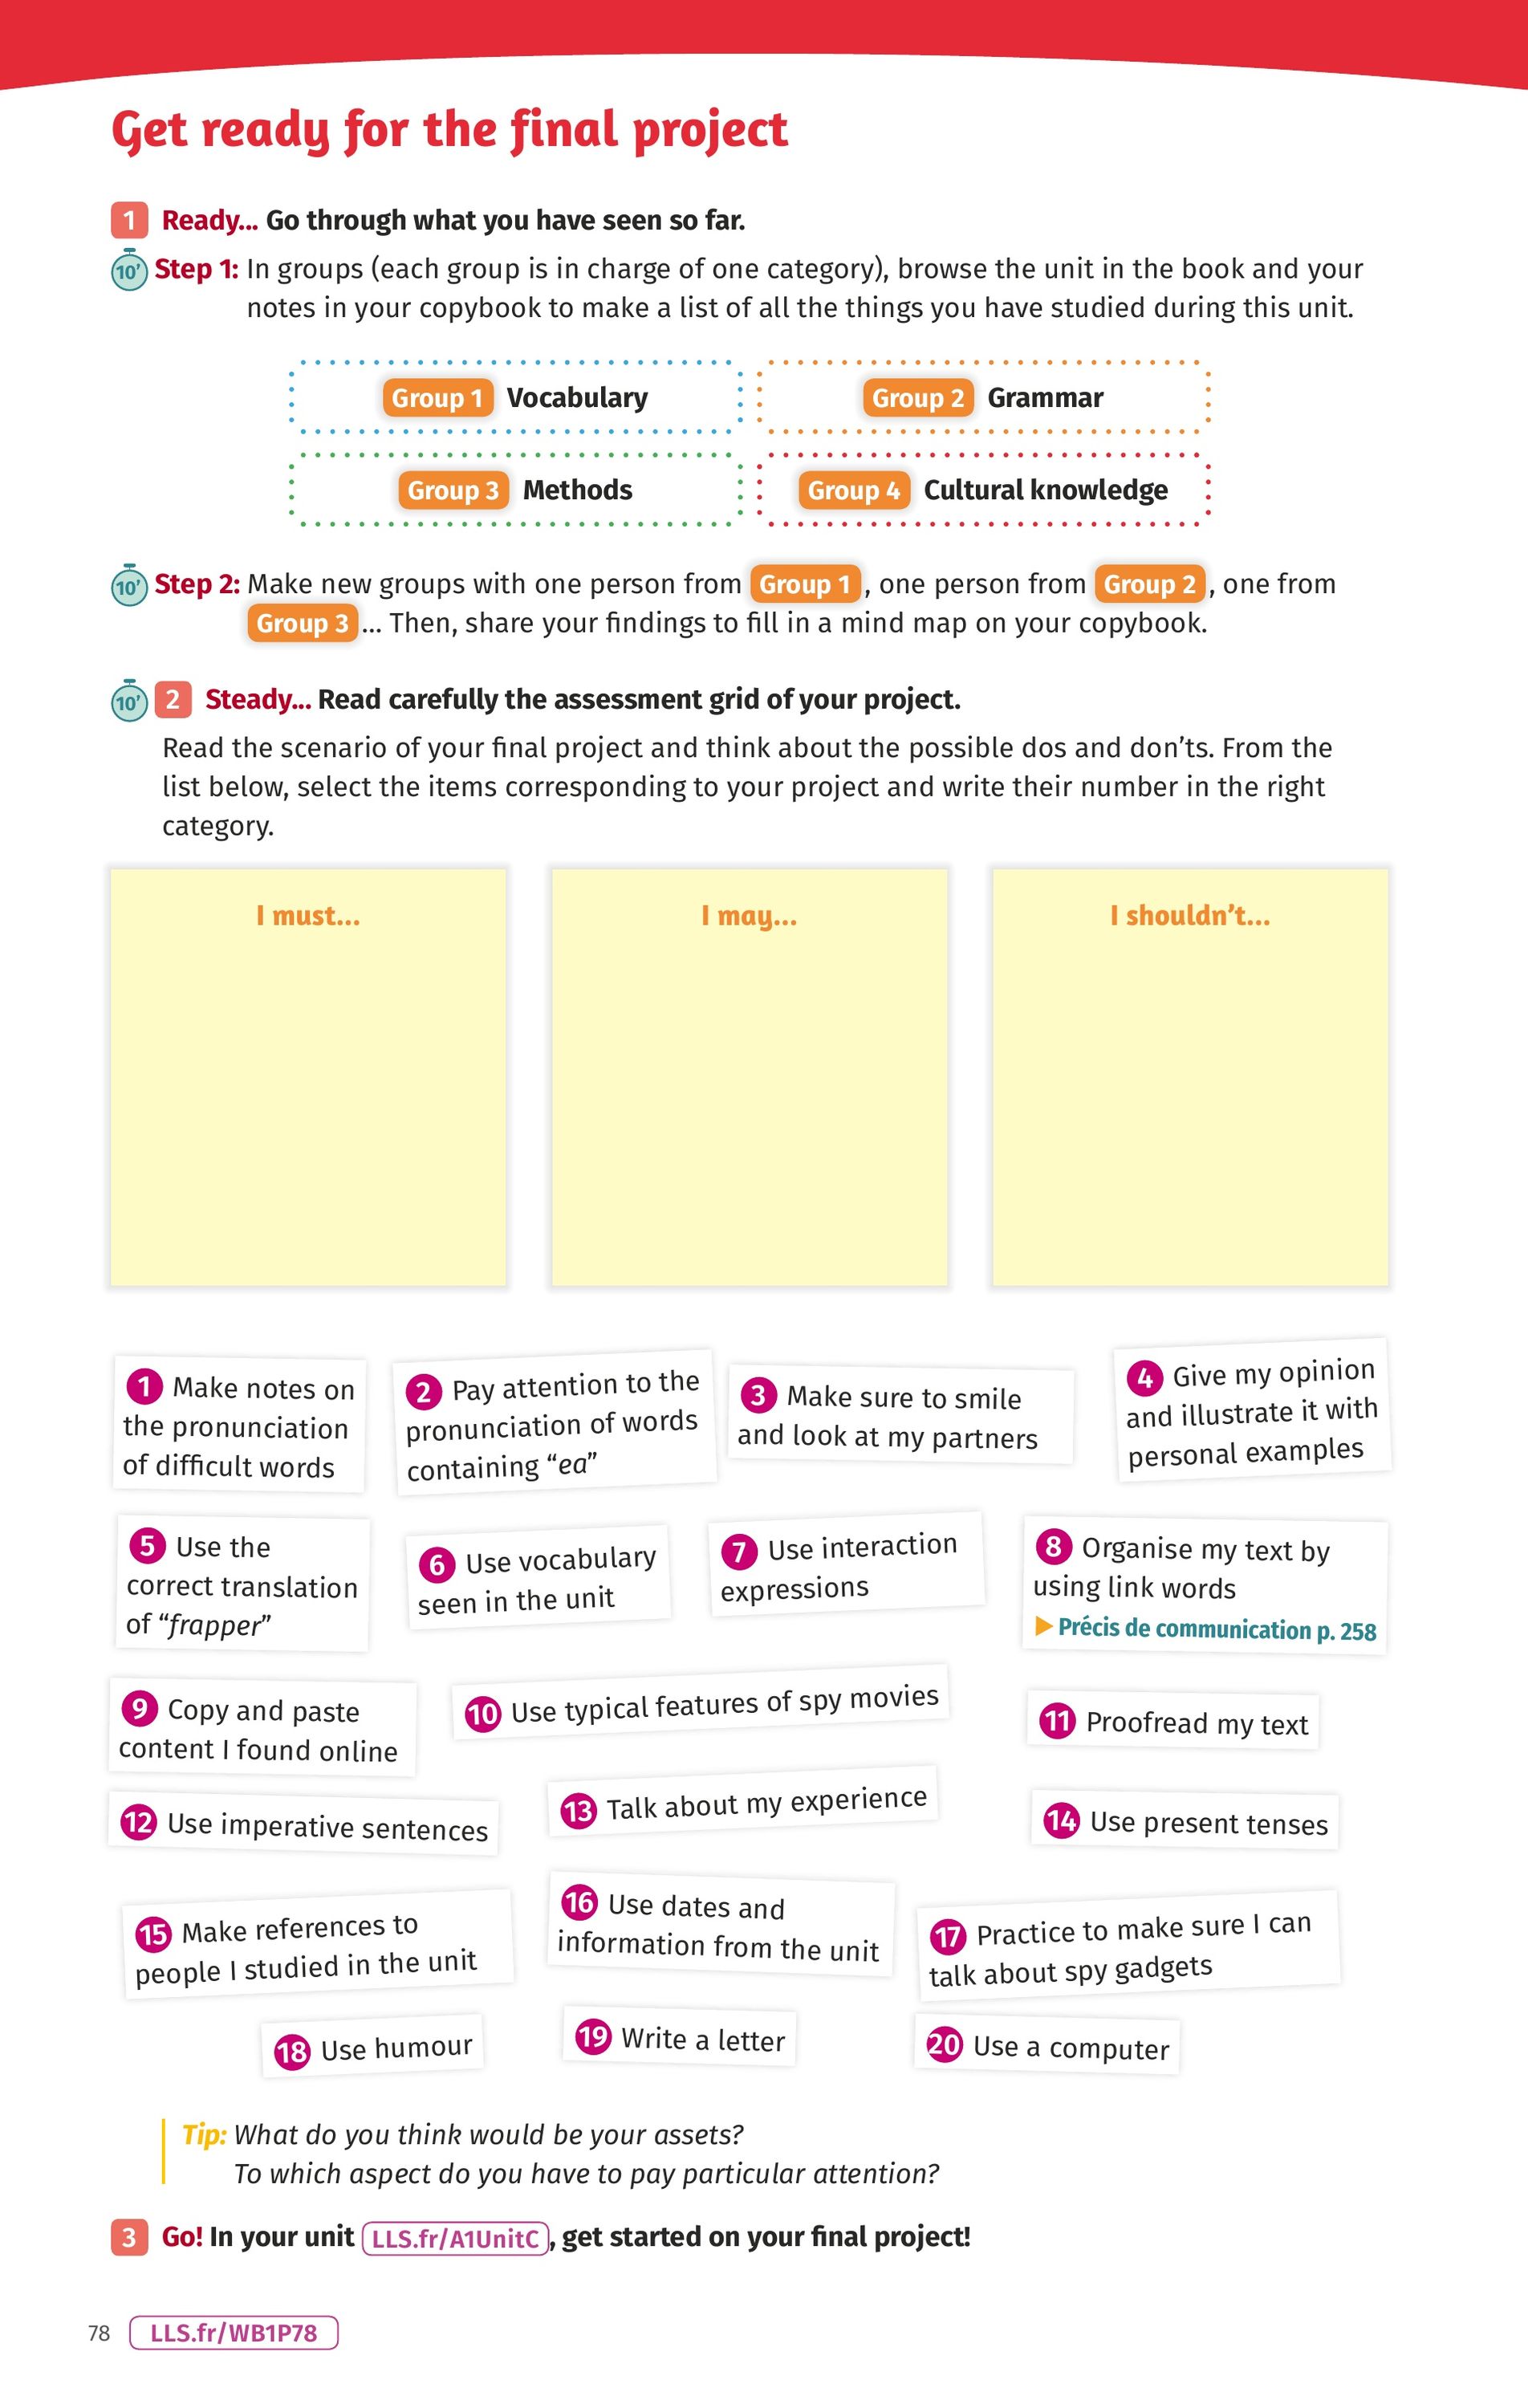 Get ready for the final project
1 Ready... Go through what you have seen so far.
10’ Step 1: In groups (each group is in charge of one category), browse the unit in the book and your
notes in your copybook to make a list of all the things you have studied during this unit.
Group 1 Vocabulary
Group 2 Grammar
Group 3 Methods
Group 4 Cultural knowledge
10’ Step 2: Make new groups with one person from Group 1, one person from Group 2, one from
Group 3... Then, share your findings to fill in a mind map on your copybook.
10’ 2 Steady... Read carefully the assessment grid of your project.
Read the scenario of your final project and think about the possible dos and don’ts. From the
list below, select the items corresponding to your project and write their number in the right
category.
I must...
I may...
I shouldn’t...
1 Make notes on
the pronunciation
of difficult words
2 Pay attention to the
pronunciation of words
containing “ea”
3 Make sure to smile
and look at my partners
4 Give my opinion
and illustrate it with
personal examples
5 Use the
correct translation
of “frapper”
6 Use vocabulary
seen in the unit
7 Use interaction
expressions
8 Organise my text by
using link words
▶ Précis de communication p. 258
9 Copy and paste
content I found online
10 Use typical features of spy movies
11 Proofread my text
12 Use imperative sentences
13 Talk about my experience
14 Use present tenses
15 Make references to
people I studied in the unit
16 Use dates and
information from the unit
17 Practice to make sure I can
talk about spy gadgets
18 Use humour
19 Write a letter
20 Use a computer
Tip: What do you think would be your assets?
To which aspect do you have to pay particular attention?
3 Go! In your unit LLS.fr/A1UnitC, get started on your final project!
78 LLS.fr/WB1P78